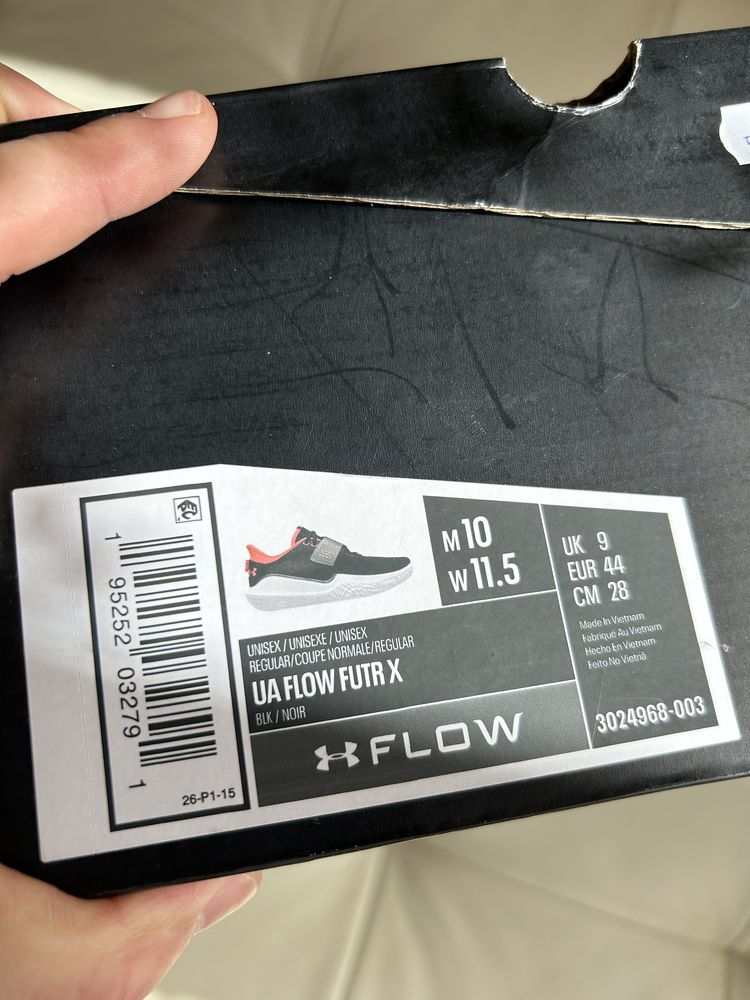 M 10
W 11.5
UK 9
EUR 44
CM 28
Made In Vietnam
Fabriqué Au Vietnam
Hecho En Vietnam
Feito No Vietnã
UNISEX / UNISEXE / UNISEX
REGULAR/COUPE NORMALE/REGULAR
UA FLOW FUTR X
BLK / NOIR
FLOW
3024968-003
1 95252 03279 1
26-P1-15